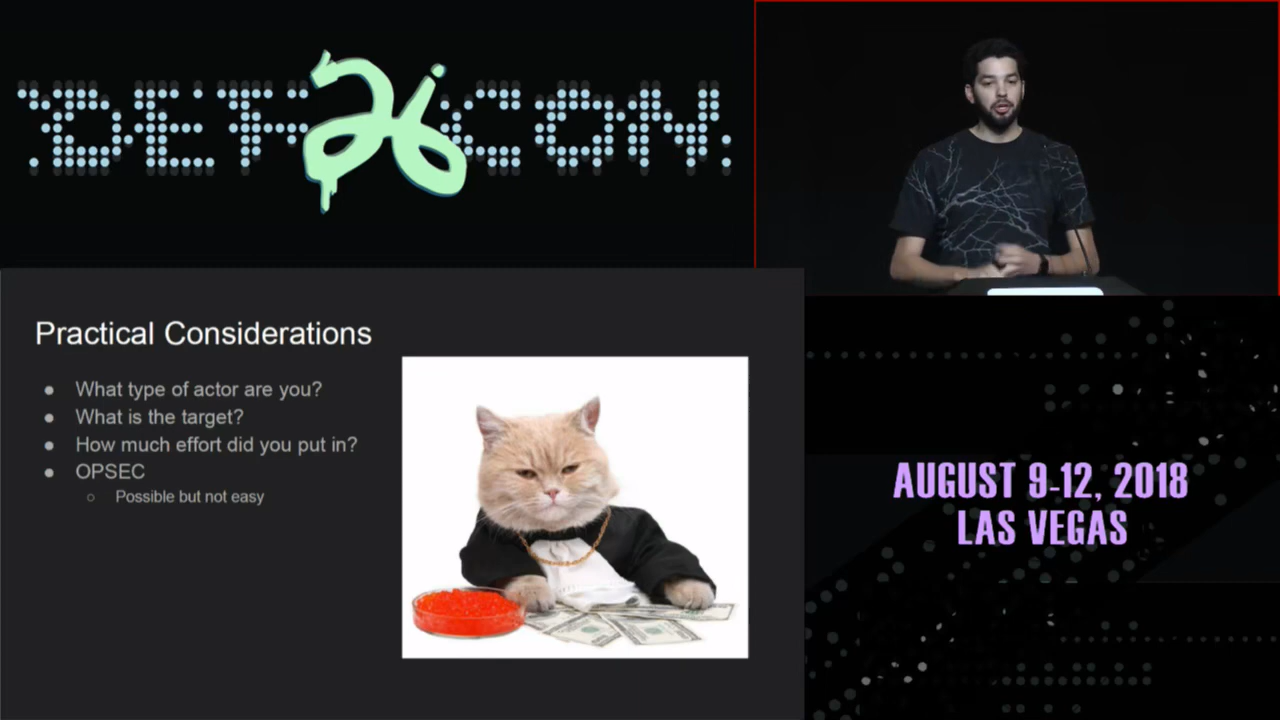 DEF CON
26
Practical Considerations
What type of actor are you?
What is the target?
How much effort did you put in?
OPSEC
Possible but not easy
AUGUST 9-12, 2018
LAS VEGAS